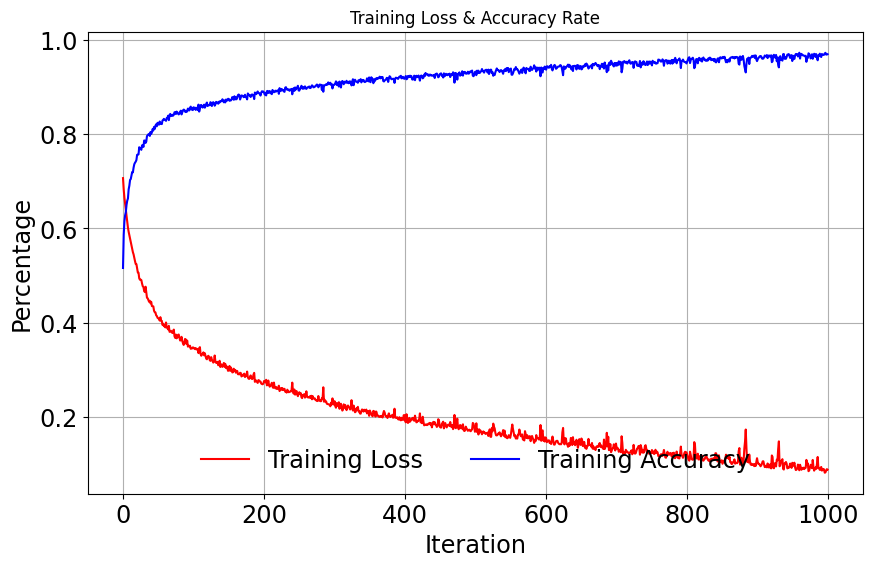 Training Loss & Accuracy Rate
1.0
0.8
0.6
0.4
0.2
Percentage
Training Loss Training Accuracy
0 200 400 600 800 1000
Iteration